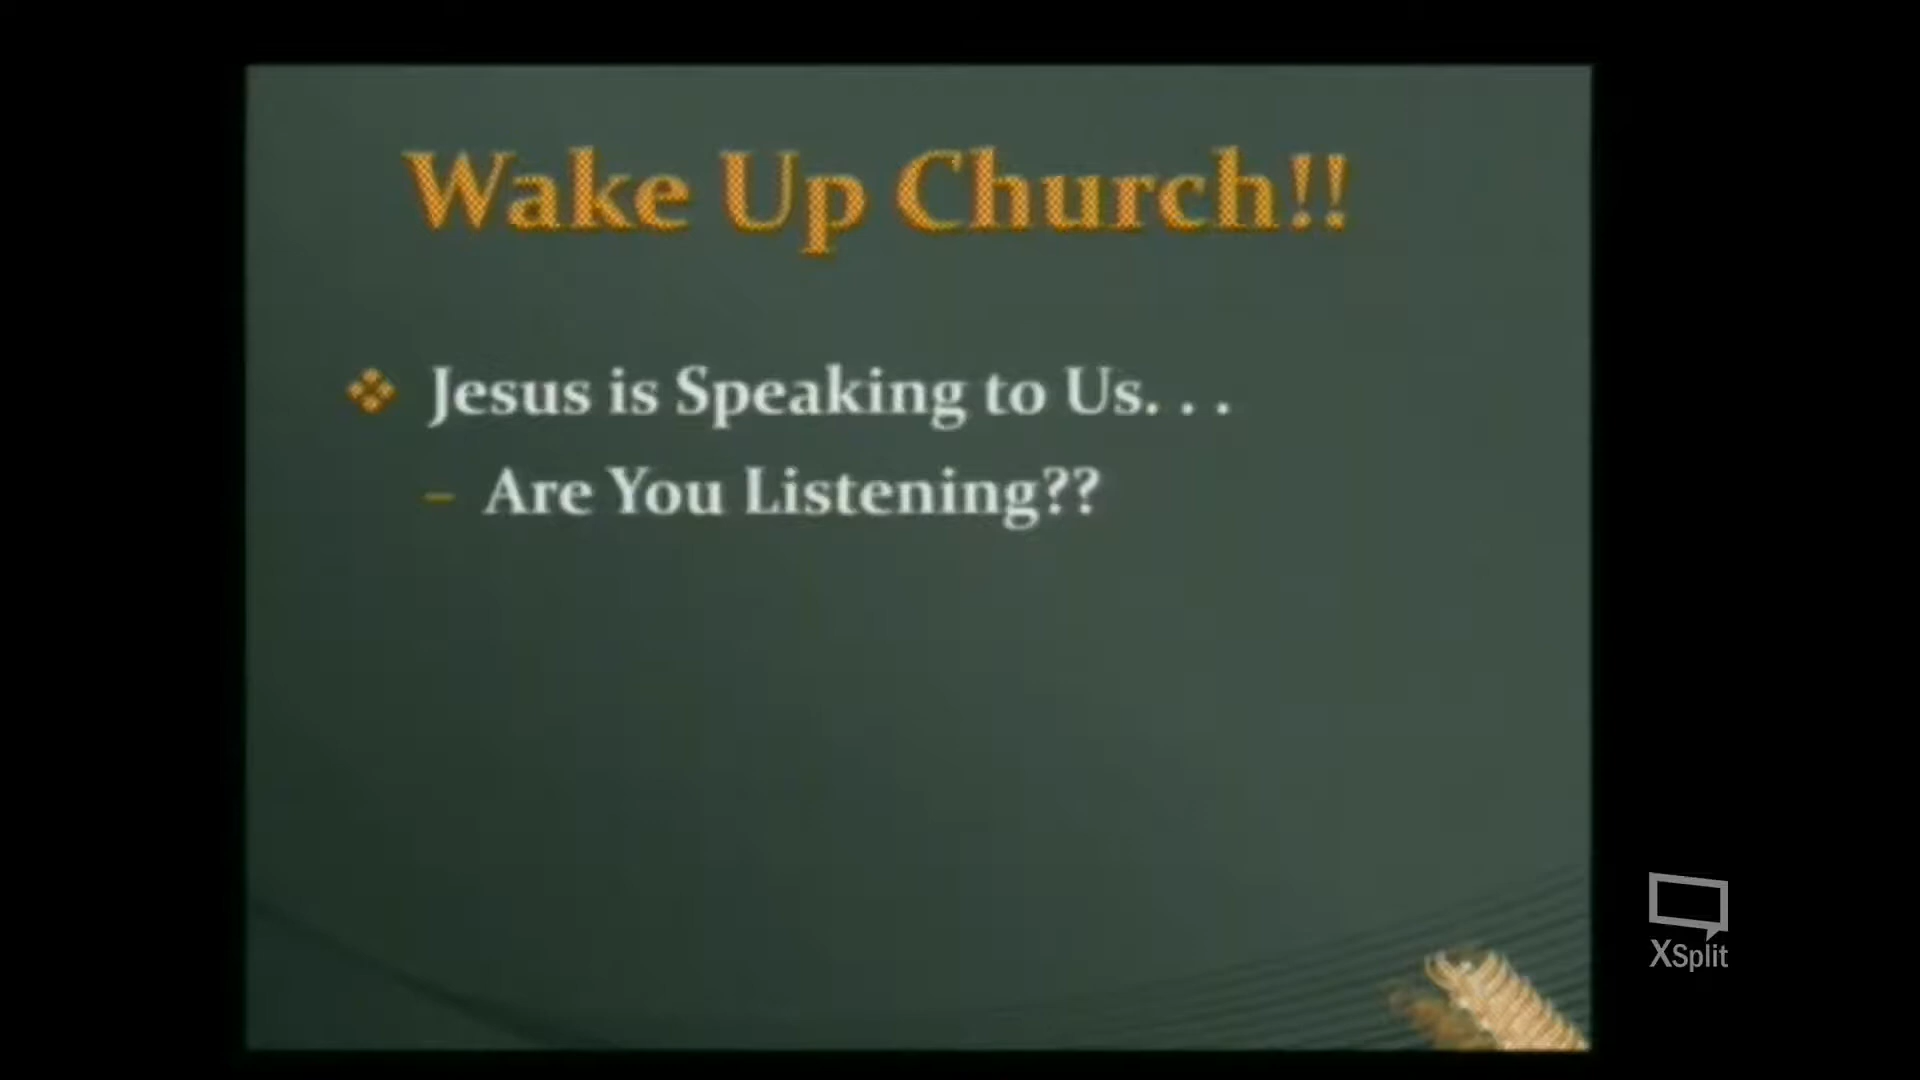 Wake Up Church!!
Jesus is Speaking to Us. . .
– Are You Listening??
XSplit